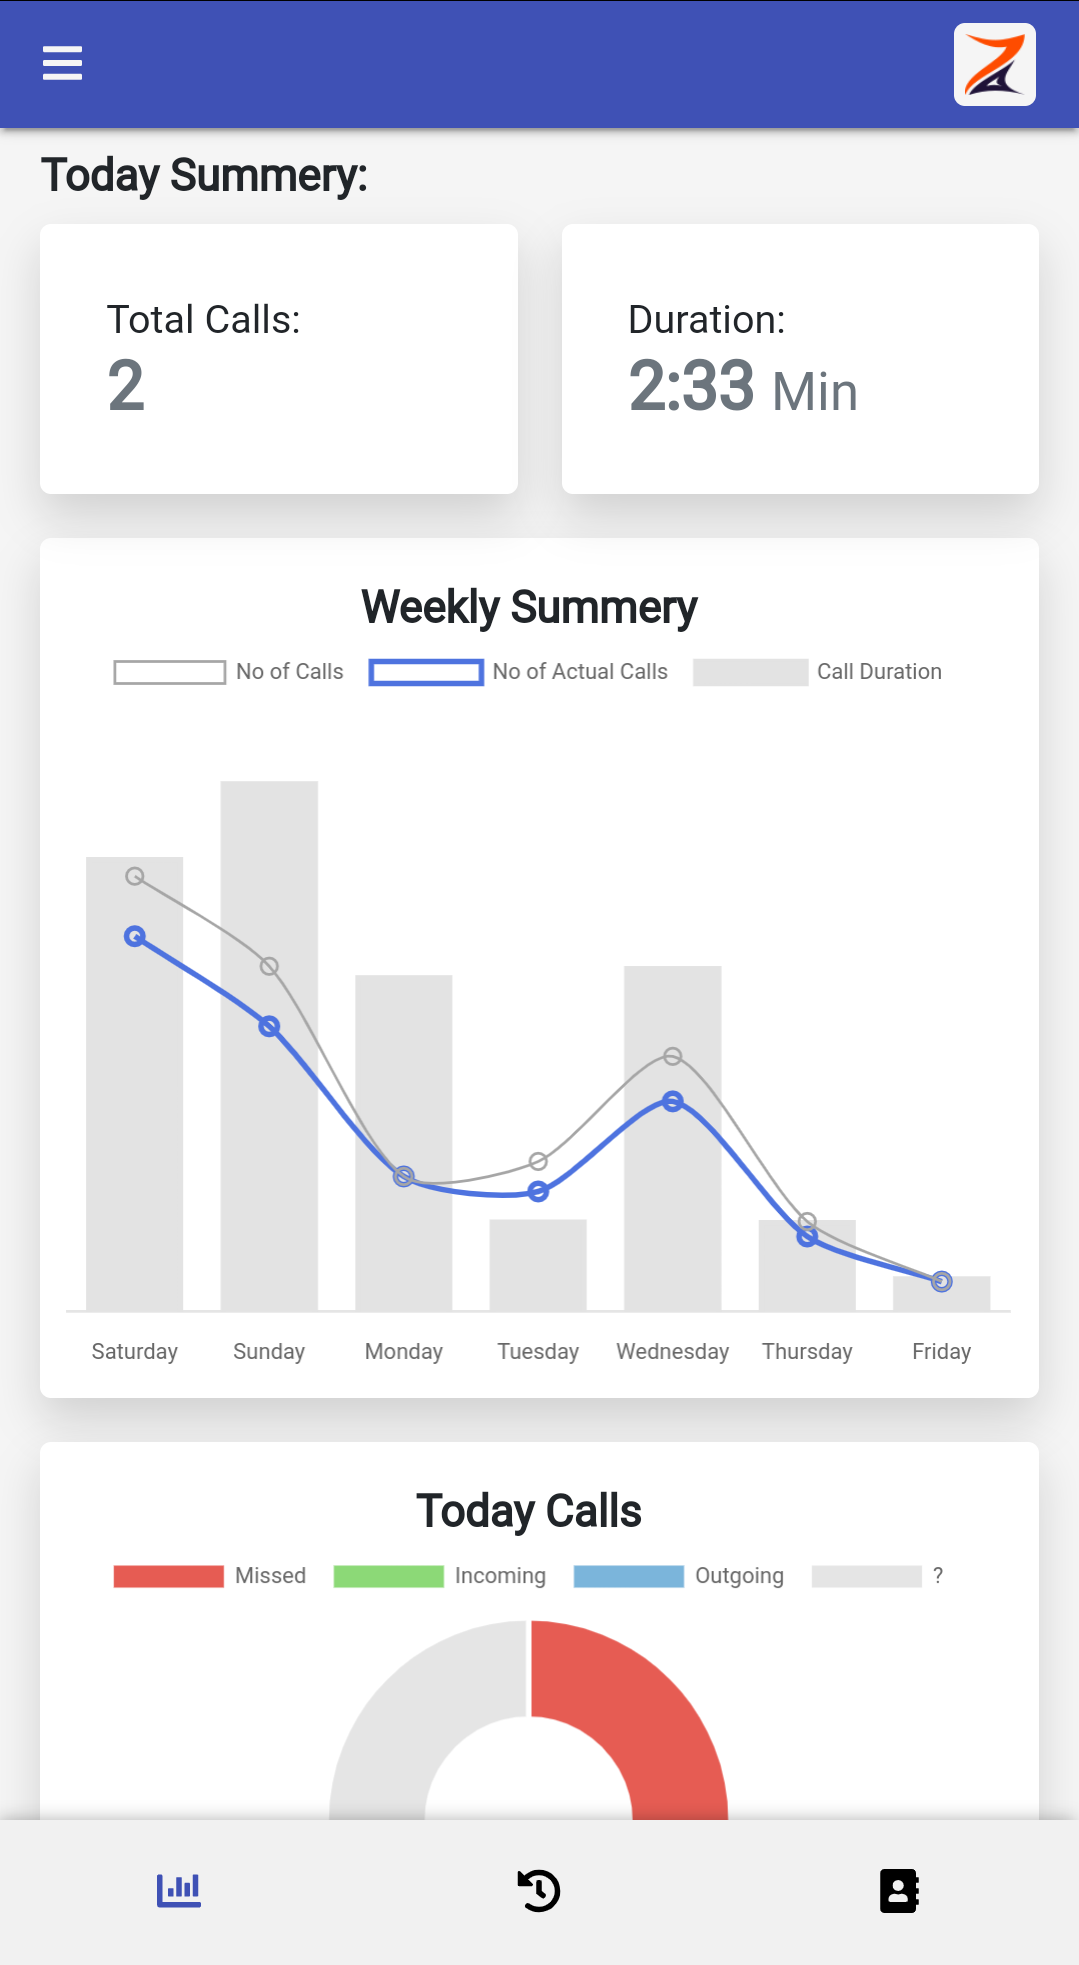 Today Summery:
Total Calls:
2
Duration:
2:33 Min
Weekly Summery
No of Calls No of Actual Calls Call Duration
Saturday Sunday Monday Tuesday Wednesday Thursday Friday
Today Calls
Missed Incoming Outgoing ?